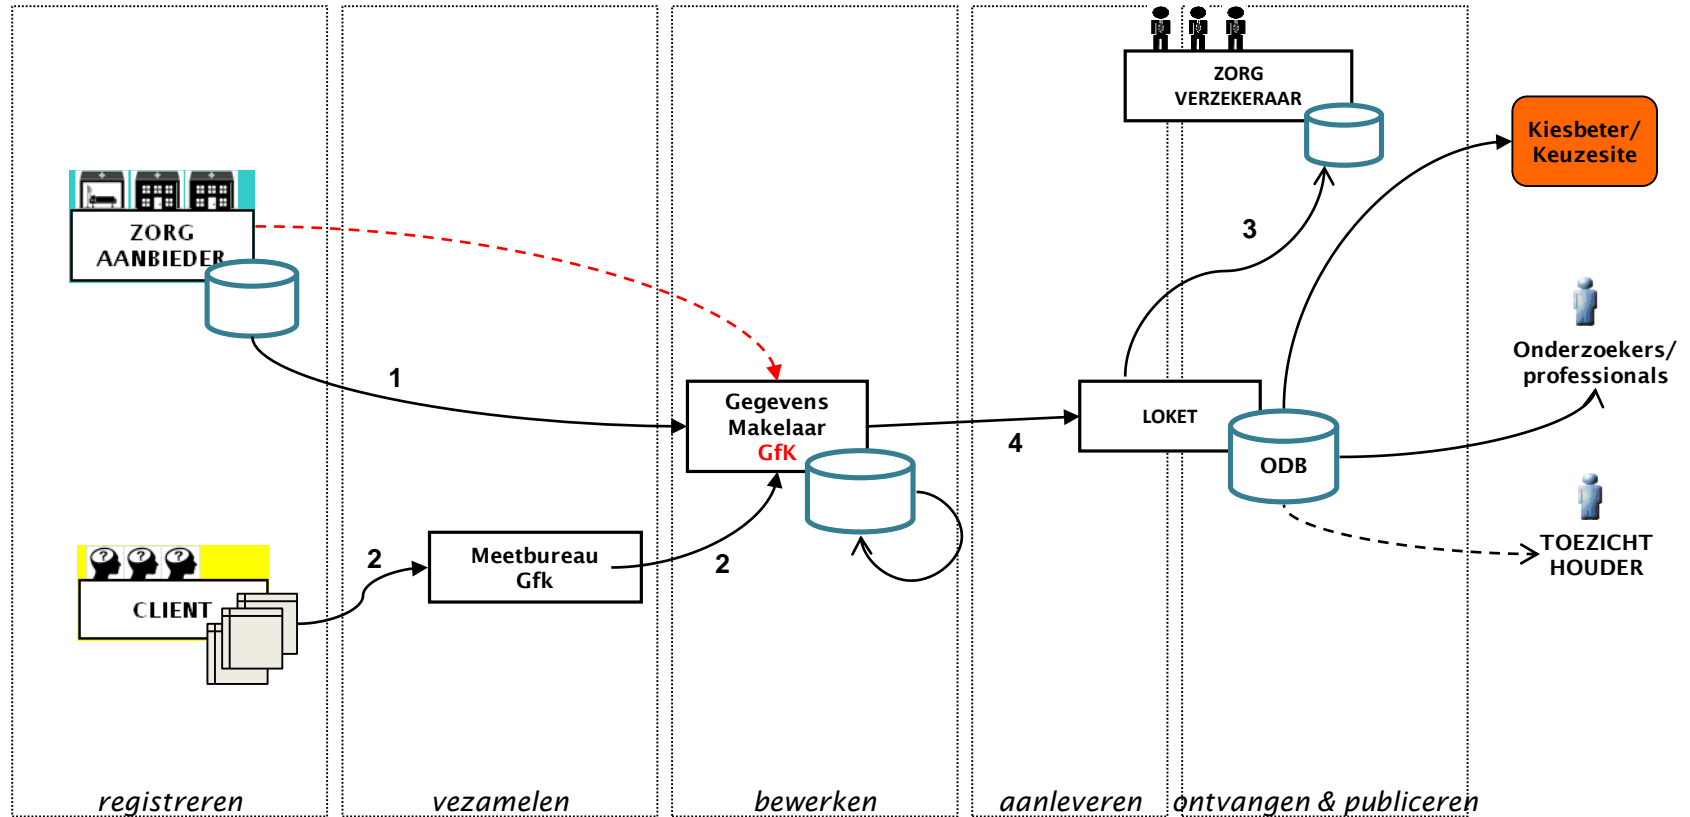 ZORG
VERZEKERAAR
Kiesbeter/
Keuzesite
ZORG
AANBIEDER
3
1
Onderzoekers/
professionals
Gegevens
Makelaar
GfK
4
LOKET
ODB
2
Meetbureau
Gfk
2
TOEZICHT
HOUDER
? ? ?
CLIENT
registreren
vezamelen
bewerken
aanleveren
ontvangen & publiceren